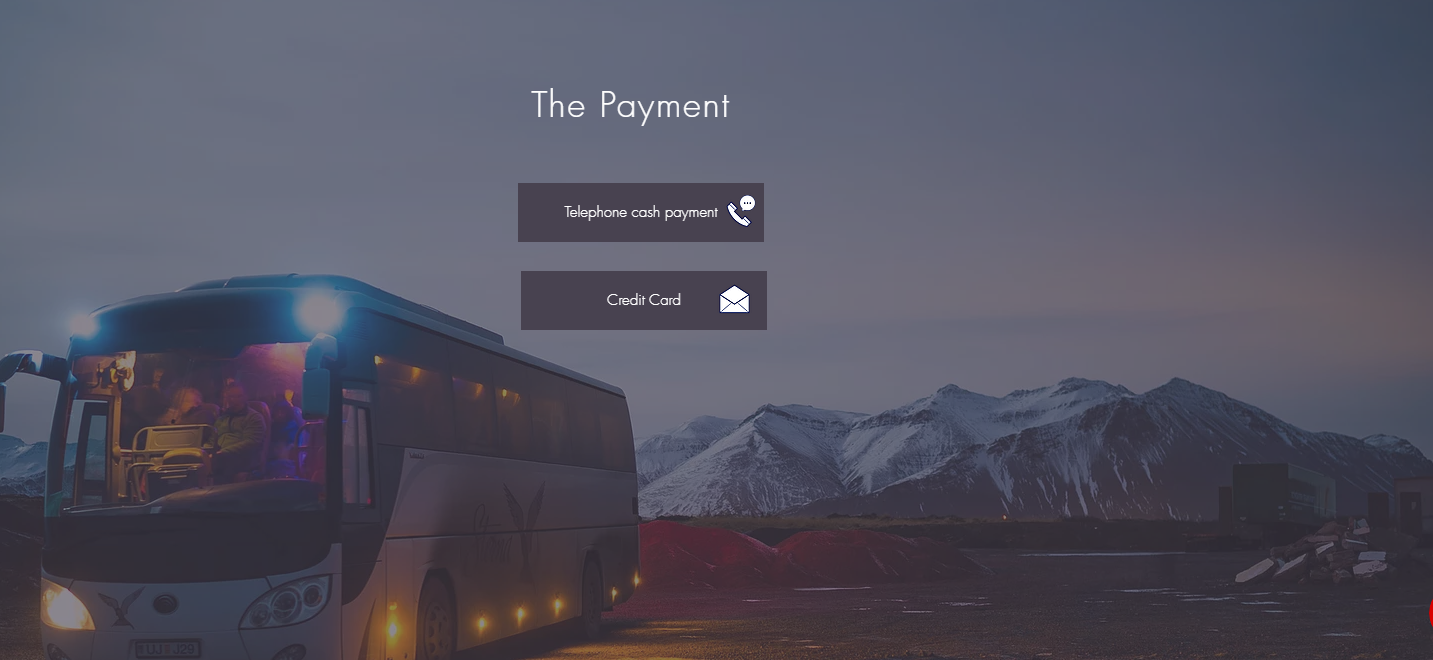 The Payment
Telephone cash payment
Credit Card